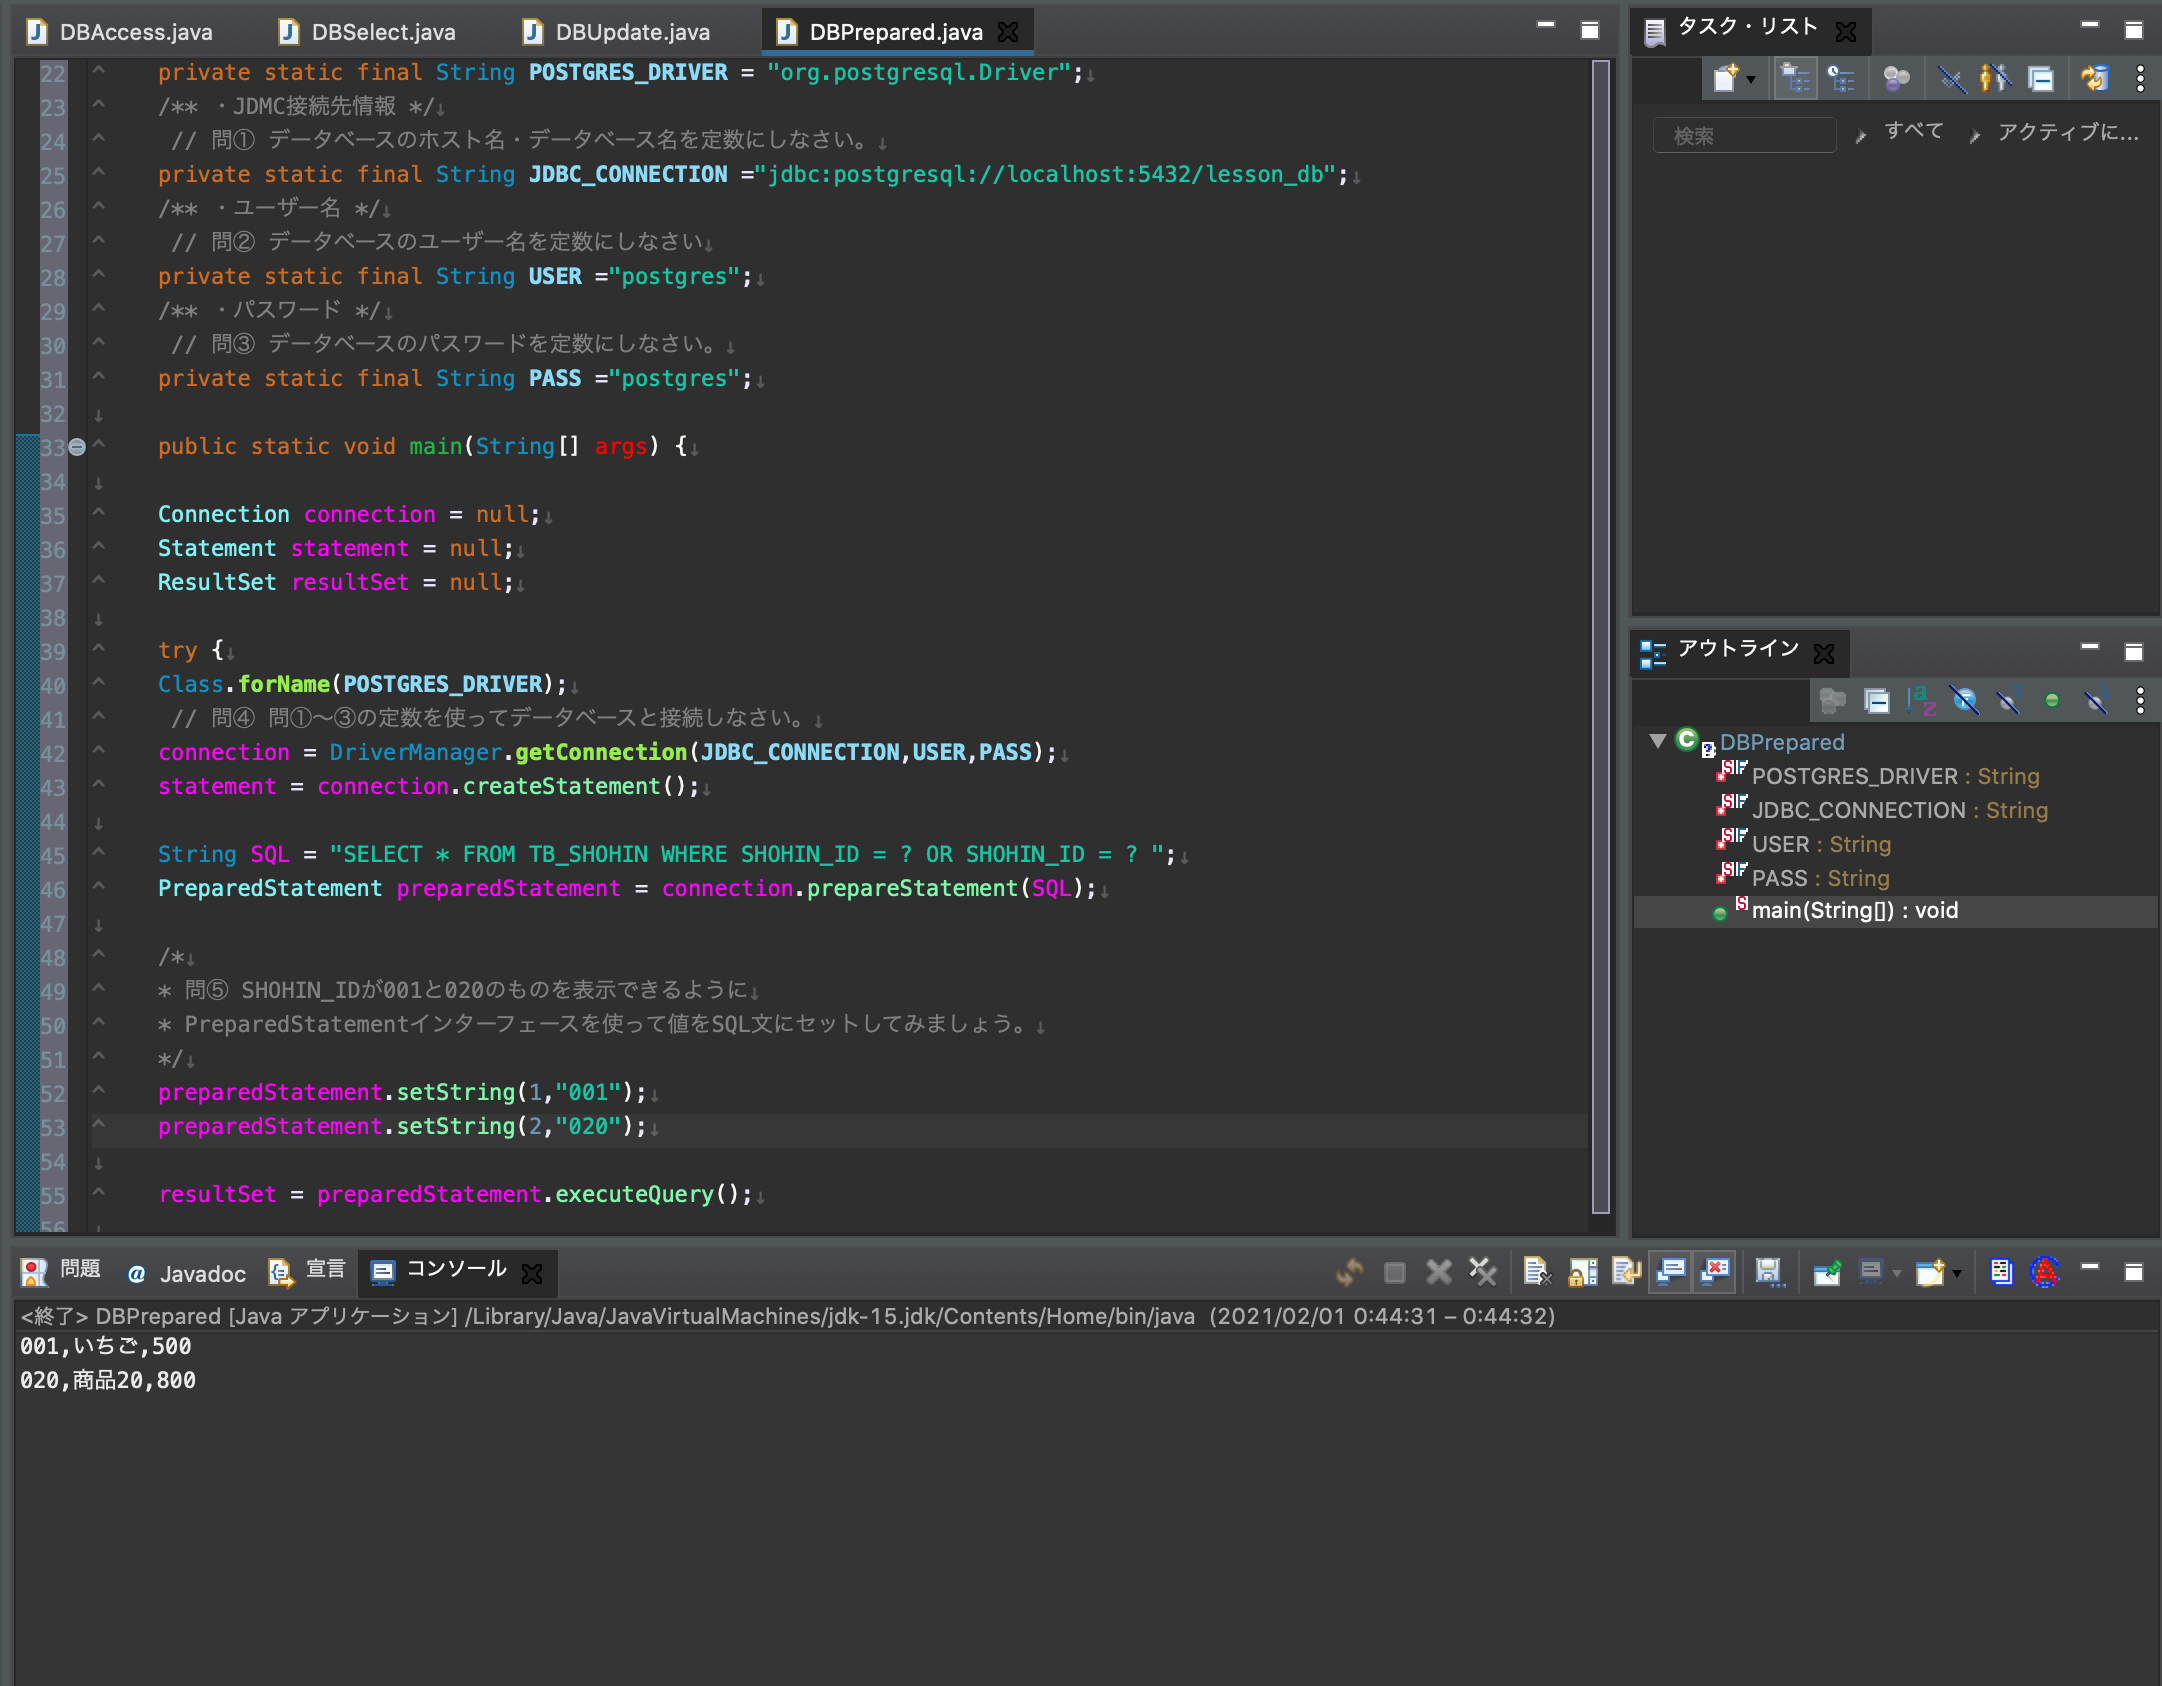 DBAccess.java DBSelect.java DBUpdate.java DBPrepared.java
22 private static final String POSTGRES_DRIVER = "org.postgresql.Driver";
23 /** ・JDMC接続先情報 */
24 // 問① データベースのホスト名・データベース名を定数にしなさい。
25 private static final String JDBC_CONNECTION ="jdbc:postgresql://localhost:5432/lesson_db";
26 /** ・ユーザー名 */
27 // 問② データベースのユーザー名を定数にしなさい
28 private static final String USER ="postgres";
29 /** ・パスワード */
30 // 問③ データベースのパスワードを定数にしなさい。
31 private static final String PASS ="postgres";
32
33 public static void main(String[] args) {
34
35 Connection connection = null;
36 Statement statement = null;
37 ResultSet resultSet = null;
38
39 try {
40 Class.forName(POSTGRES_DRIVER);
41 // 問④ 問①〜③の定数を使ってデータベースと接続しなさい。
42 connection = DriverManager.getConnection(JDBC_CONNECTION,USER,PASS);
43 statement = connection.createStatement();
44
45 String SQL = "SELECT * FROM TB_SHOHIN WHERE SHOHIN_ID = ? OR SHOHIN_ID = ? ";
46 PreparedStatement preparedStatement = connection.prepareStatement(SQL);
47
48 /*
49 * 問⑤ SHOHIN_IDが001と020のものを表示できるように
50 * PreparedStatementインターフェースを使って値をSQL文にセットしてみましょう。
51 */
52 preparedStatement.setString(1,"001");
53 preparedStatement.setString(2,"020");
54
55 resultSet = preparedStatement.executeQuery();
56
タスク・リスト
検索 すべて アクティブに...
アウトライン
DBPrepared
POSTGRES_DRIVER : String
JDBC_CONNECTION : String
USER : String
PASS : String
main(String[]) : void
問題 @ Javadoc 宣言 コンソール
<終了> DBPrepared [Java アプリケーション] /Library/Java/JavaVirtualMachines/jdk-15.jdk/Contents/Home/bin/java (2021/02/01 0:44:31 – 0:44:32)
001,いちご,500
020,商品20,800